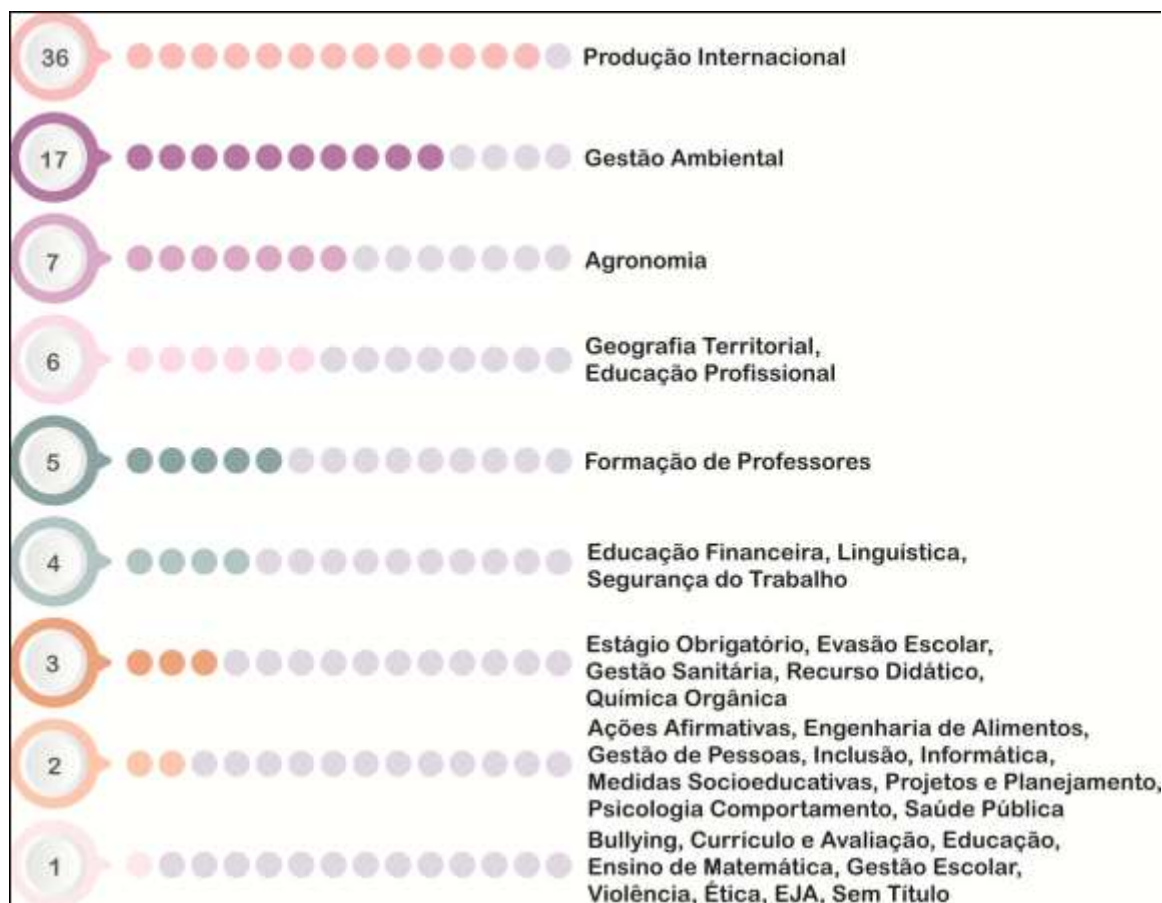 36
Produção Internacional
17
Gestão Ambiental
7
Agronomia
6
Geografia Territorial,
Educação Profissional
5
Formação de Professores
4
Educação Financeira, Linguística,
Segurança do Trabalho
3
Estágio Obrigatório, Evasão Escolar,
Gestão Sanitária, Recurso Didático,
Química Orgânica
2
Ações Afirmativas, Engenharia de Alimentos,
Gestão de Pessoas, Inclusão, Informática,
Medidas Socioeducativas, Projetos e Planejamento,
Psicologia Comportamento, Saúde Pública
1
Bullying, Currículo e Avaliação, Educação,
Ensino de Matemática, Gestão Escolar,
Violência, Ética, EJA, Sem Título